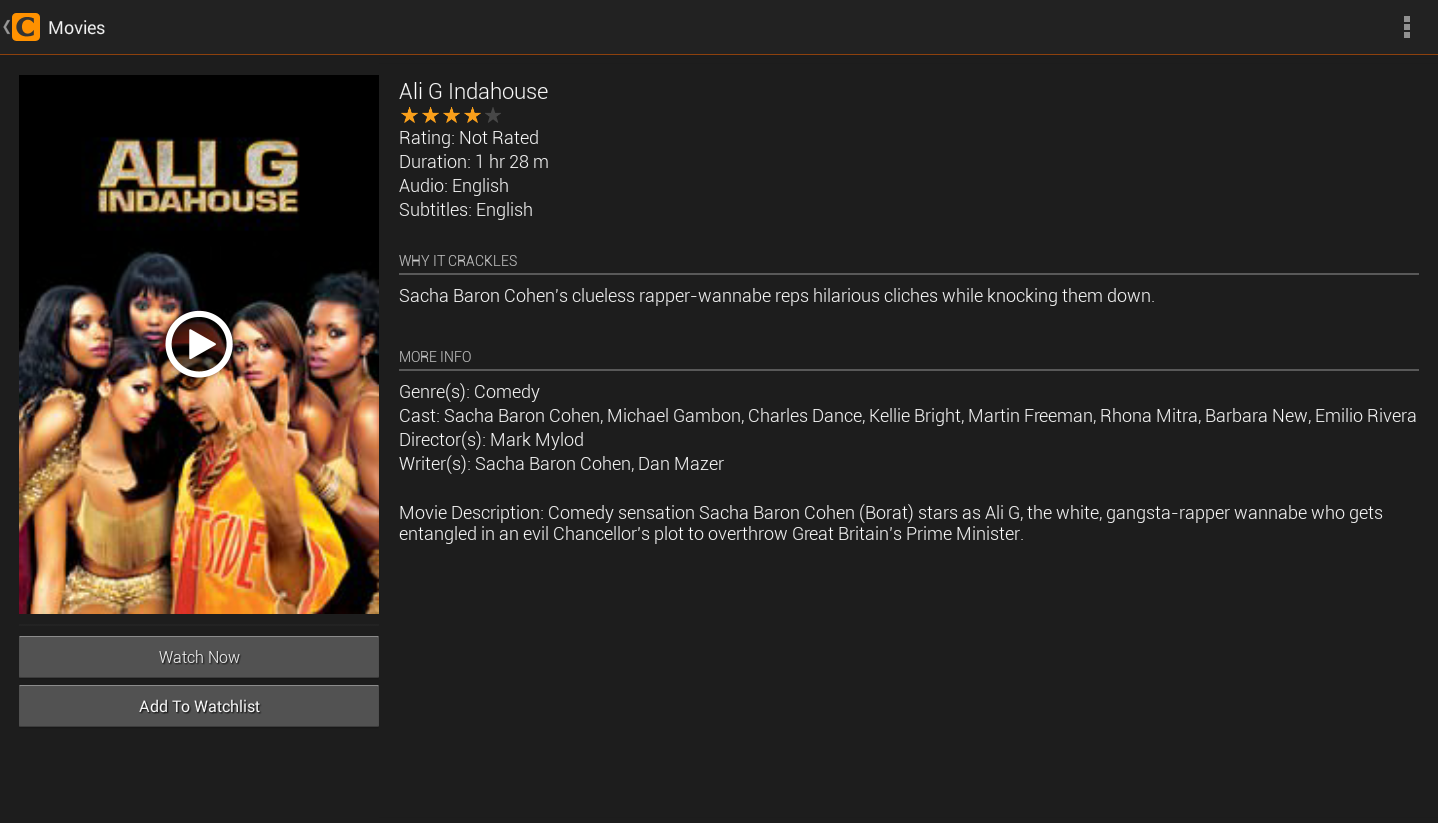 C Movies
ALI G
INDAHOUSE
Ali G Indahouse
Rating: Not Rated
Duration: 1 hr 28 m
Audio: English
Subtitles: English
WHY IT CRACKLES
Sacha Baron Cohen's clueless rapper-wannabe reps hilarious cliches while knocking them down.
MORE INFO
Genre(s): Comedy
Cast: Sacha Baron Cohen, Michael Gambon, Charles Dance, Kellie Bright, Martin Freeman, Rhona Mitra, Barbara New, Emilio Rivera
Director(s): Mark Mylod
Writer(s): Sacha Baron Cohen, Dan Mazer
Movie Description: Comedy sensation Sacha Baron Cohen (Borat) stars as Ali G, the white, gangsta-rapper wannabe who gets
entangled in an evil Chancellor's plot to overthrow Great Britain's Prime Minister.
Watch Now
Add To Watchlist